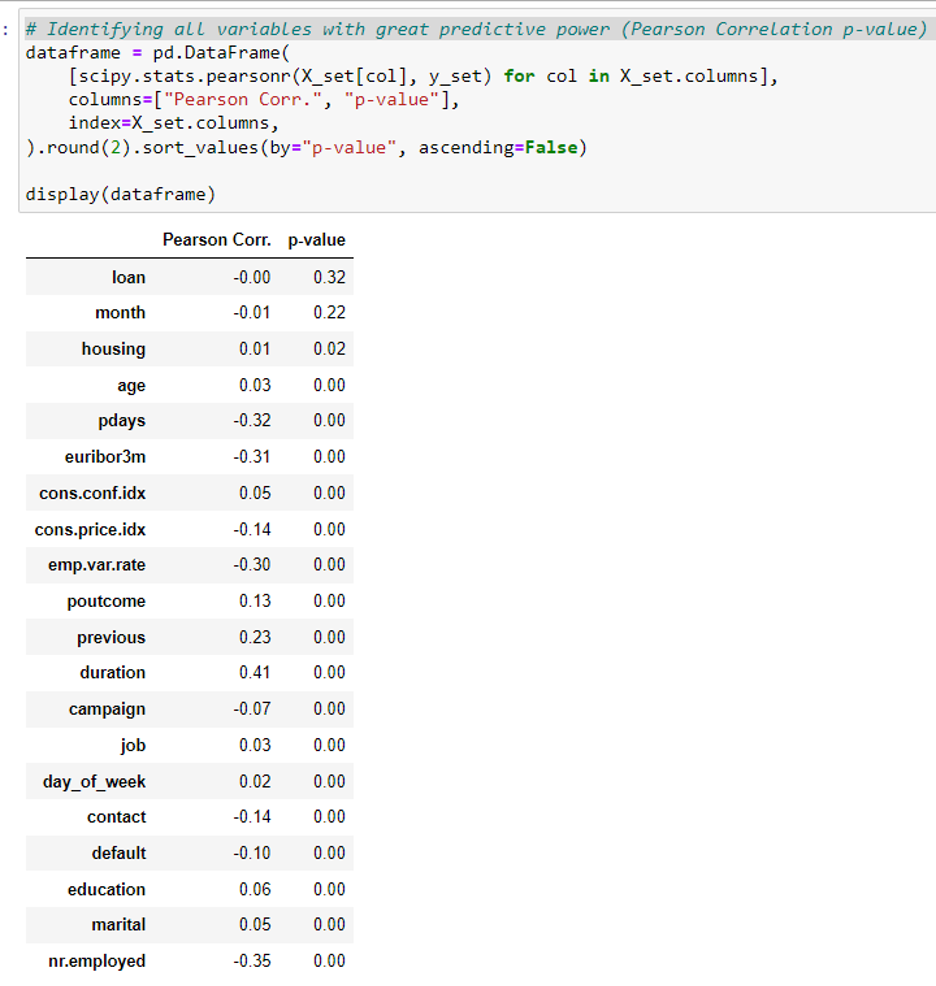 :
# Identifying all variables with great predictive power (Pearson Correlation p-value)
dataframe = pd.DataFrame(
    [scipy.stats.pearsonr(X_set[col], y_set) for col in X_set.columns],
    columns=["Pearson Corr.", "p-value"],
    index=X_set.columns,
).round(2).sort_values(by="p-value", ascending=False)

display(dataframe)
Pearson Corr. p-value
loan -0.00 0.32
month -0.01 0.22
housing 0.01 0.02
age 0.03 0.00
pdays -0.32 0.00
euribor3m -0.31 0.00
cons.conf.idx 0.05 0.00
cons.price.idx -0.14 0.00
emp.var.rate -0.30 0.00
poutcome 0.13 0.00
previous 0.23 0.00
duration 0.41 0.00
campaign -0.07 0.00
job 0.03 0.00
day_of_week 0.02 0.00
contact -0.14 0.00
default -0.10 0.00
education 0.06 0.00
marital 0.05 0.00
nr.employed -0.35 0.00